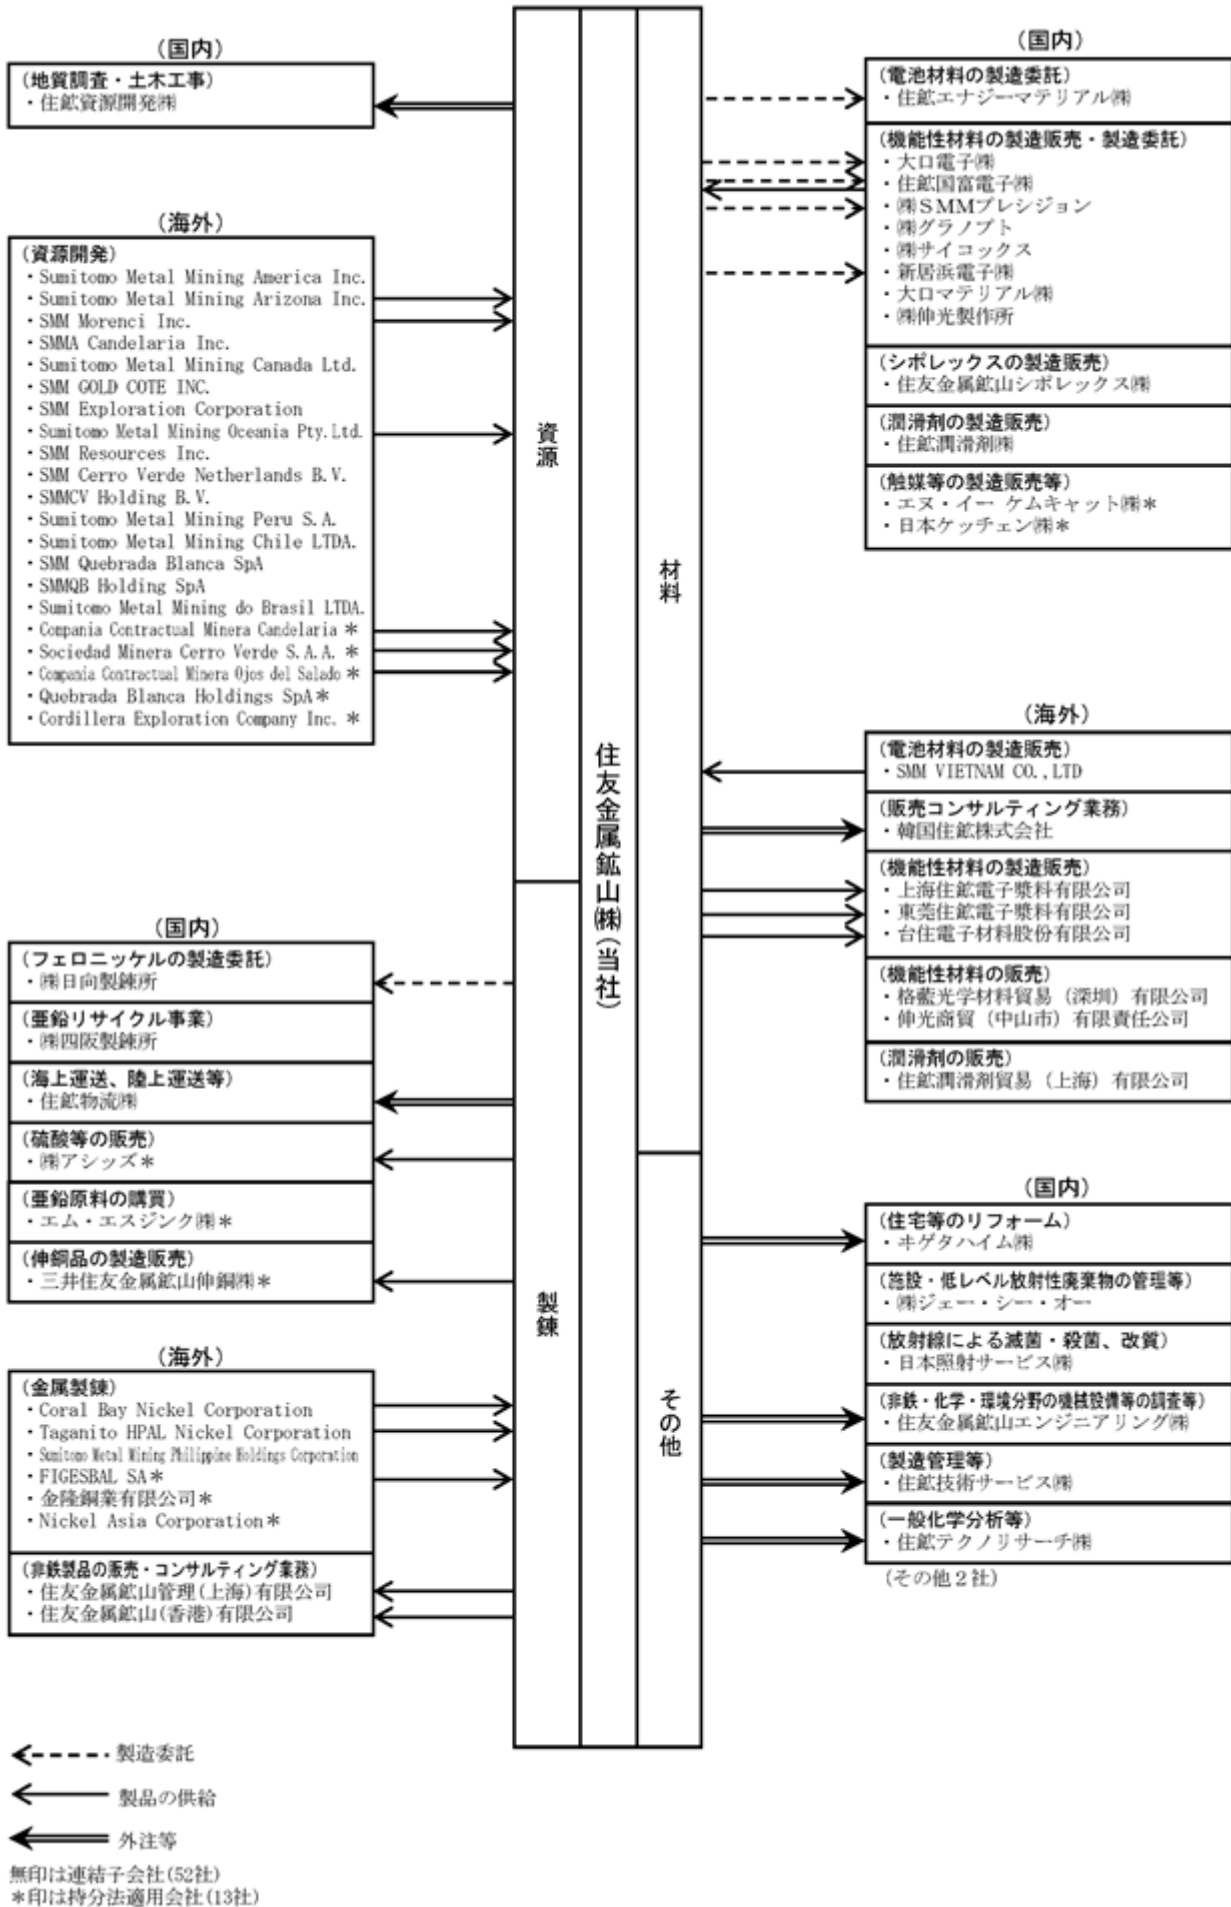 (国内)
(地質調査・土木工事)
・住鉱資源開発㈱
(海外)
(資源開発)
・Sumitomo Metal Mining America Inc.
・Sumitomo Metal Mining Arizona Inc.
・SMM Morenci Inc.
・SMMA Candelaria Inc.
・Sumitomo Metal Mining Canada Ltd.
・SMM GOLD COTE INC.
・SMM Exploration Corporation
・Sumitomo Metal Mining Oceania Pty.Ltd.
・SMM Resources Inc.
・SMM Cerro Verde Netherlands B.V.
・SMMCV Holding B.V.
・Sumitomo Metal Mining Peru S.A.
・Sumitomo Metal Mining Chile LTDA.
・SMM Quebrada Blanca SpA
・SMMQB Holding SpA
・Sumitomo Metal Mining do Brasil LTDA.
・Compania Contractual Minera Candelaria ＊
・Sociedad Minera Cerro Verde S.A.A. ＊
・Compania Contractual Minera Ojos del Salado ＊
・Quebrada Blanca Holdings SpA＊
・Cordillera Exploration Company Inc. ＊
(国内)
(フェロニッケルの製造委託)
・㈱日向製錬所
(亜鉛リサイクル事業)
・㈱四阪製錬所
(海上運送、陸上運送等)
・住鉱物流㈱
(硫酸等の販売)
・㈱アシッズ＊
(亜鉛原料の購買)
・エム・エスジンク㈱＊
(伸銅品の製造販売)
・三井住友金属鉱山伸銅㈱＊
(海外)
(金属製錬)
・Coral Bay Nickel Corporation
・Taganito HPAL Nickel Corporation
・Sumitomo Metal Mining Philippine Holdings Corporation
・FIGESBAL SA＊
・金隆銅業有限公司＊
・Nickel Asia Corporation＊
(非鉄製品の販売・コンサルティング業務)
・住友金属鉱山管理(上海)有限公司
・住友金属鉱山(香港)有限公司
資源
製錬
住友金属鉱山㈱(当社)
材料
その他
(国内)
(電池材料の製造委託)
・住鉱エナジーマテリアル㈱
(機能性材料の製造販売・製造委託)
・大口電子㈱
・住鉱国富電子㈱
・㈱ＳＭＭプレシジョン
・㈱グラノプト
・㈱サイコックス
・新居浜電子㈱
・大口マテリアル㈱
・㈱伸光製作所
(シポレックスの製造販売)
・住友金属鉱山シポレックス㈱
(潤滑剤の製造販売)
・住鉱潤滑剤㈱
(触媒等の製造販売等)
・エヌ・イー ケムキャット㈱＊
・日本ケッチェン㈱＊
(海外)
(電池材料の製造販売)
・SMM VIETNAM CO.,LTD
(販売コンサルティング業務)
・韓国住鉱株式会社
(機能性材料の製造販売)
・上海住鉱電子漿料有限公司
・東莞住鉱電子漿料有限公司
・台住電子材料股份有限公司
(機能性材料の販売)
・格藍光学材料貿易（深圳）有限公司
・伸光商貿（中山市）有限責任公司
(潤滑剤の販売)
・住鉱潤滑剤貿易（上海）有限公司
(国内)
(住宅等のリフォーム)
・ヰゲタハイム㈱
(施設・低レベル放射性廃棄物の管理等)
・㈱ジェー・シー・オー
(放射線による滅菌・殺菌、改質)
・日本照射サービス㈱
(非鉄・化学・環境分野の機械設備等の調査等)
・住友金属鉱山エンジニアリング㈱
(製造管理等)
・住鉱技術サービス㈱
(一般化学分析等)
・住鉱テクノリサーチ㈱
(その他２社)
製造委託
製品の供給
外注等
無印は連結子会社(52社)
＊印は持分法適用会社(13社)